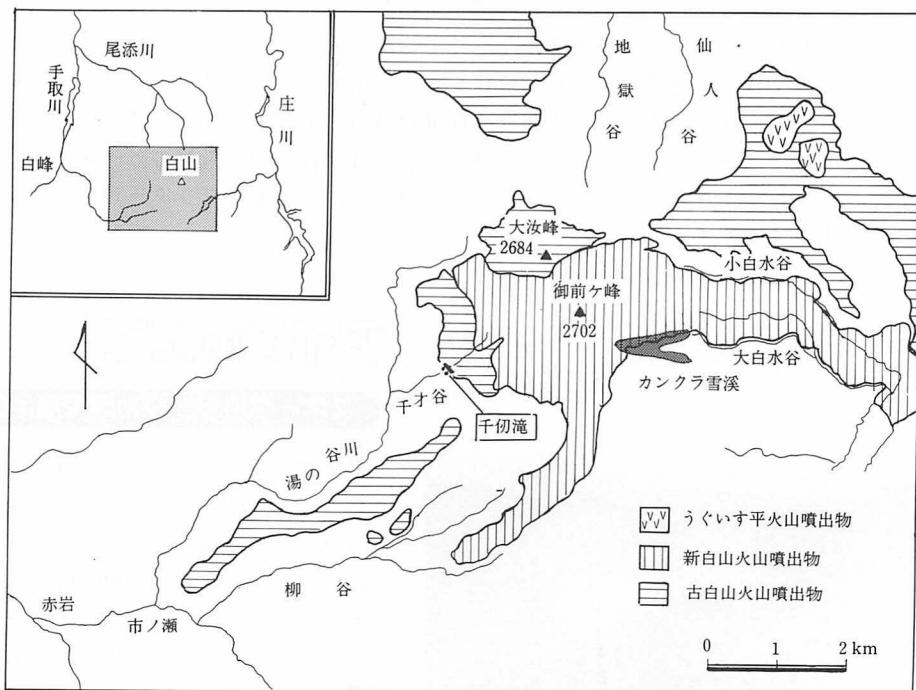 尾添川
手取川
庄川
白峰
白山
地獄谷
仙人谷
大汝峰
2684
小白水谷
御前ケ峰
2702
大白水谷
カンクラ雪渓
千才谷
千仞滝
湯の谷川
うぐいす平火山噴出物
新白山火山噴出物
古白山火山噴出物
柳谷
赤岩
市ノ瀬
0 1 2 km